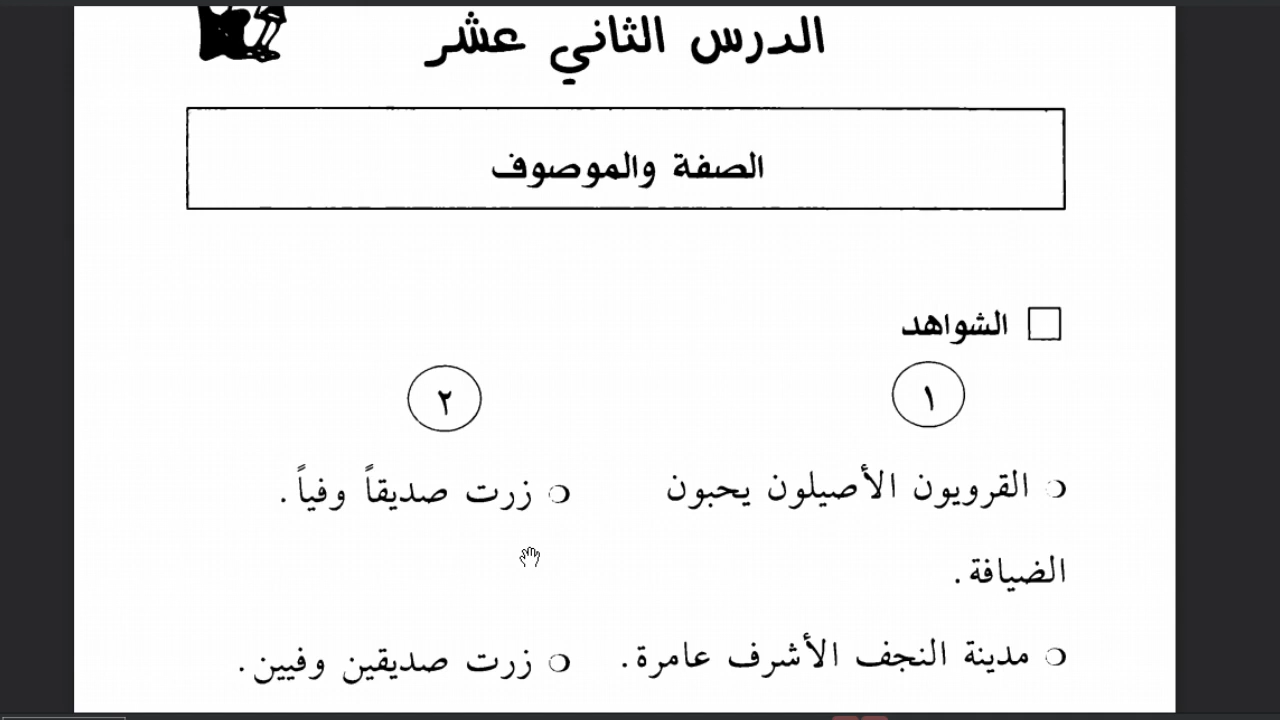 الدرس الثاني عشر
الصفة والموصوف
الشواهد
١
٢
القرويون الأصيلون يحبون
الضيافة.
مدينة النجف الأشرف عامرة.
زرت صديقاً وفياً.
زرت صديقين وفيين.